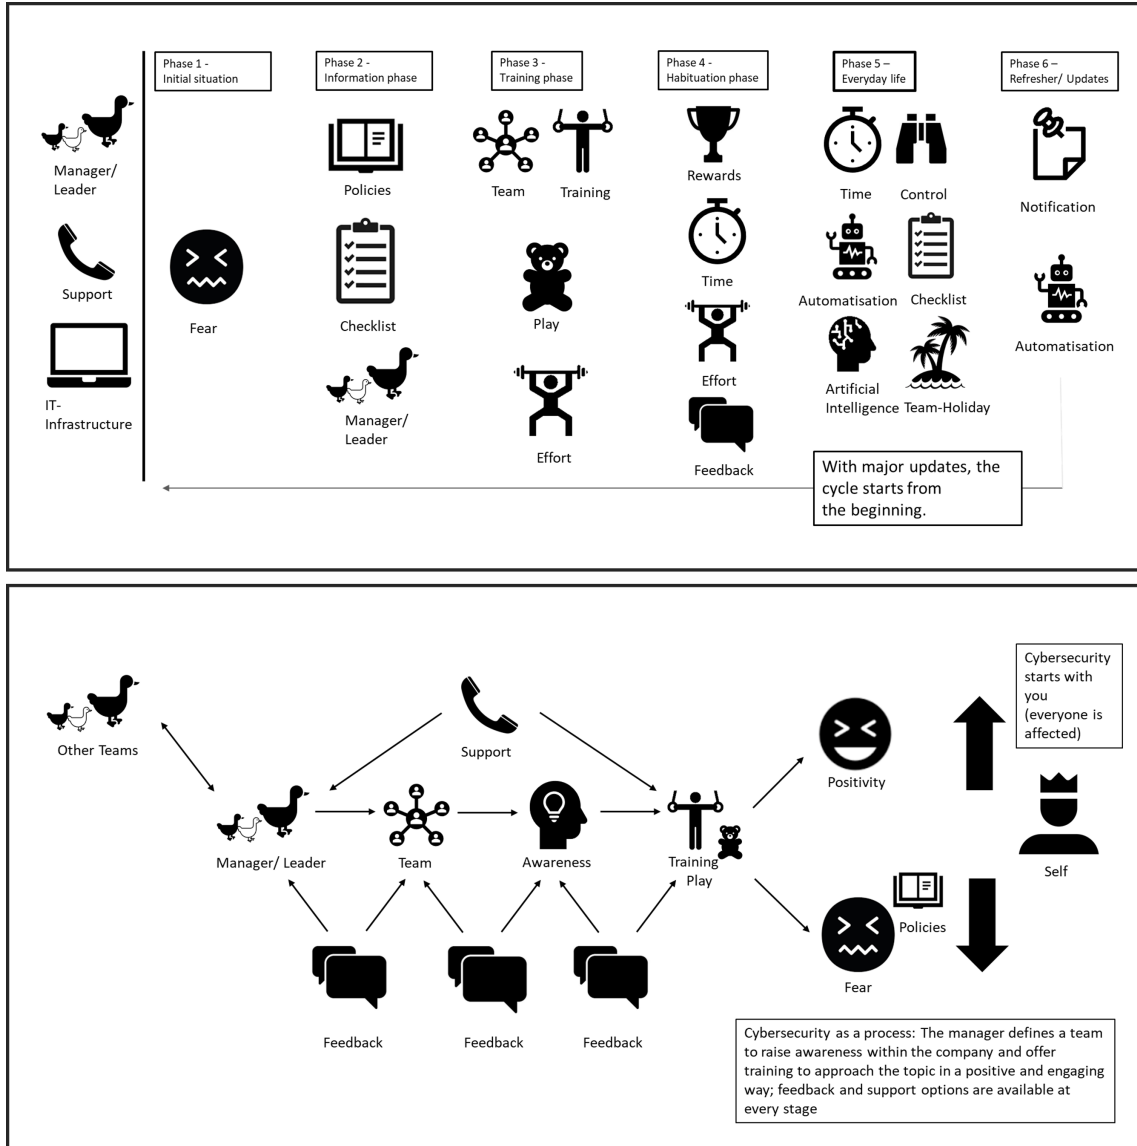 Phase 1 -
Initial situation
Phase 2 -
Information phase
Phase 3 -
Training phase
Phase 4 -
Habituation phase
Phase 5 –
Everyday life
Phase 6 –
Refresher/ Updates
Manager/
Leader
Support
IT-
Infrastructure
Fear
Policies
Checklist
Manager/
Leader
Team
Training
Play
Effort
Rewards
Time
Effort
Feedback
Time
Control
Automatisation
Checklist
Artificial
Intelligence
Team-Holiday
Notification
Automatisation
With major updates, the
cycle starts from
the beginning.
Other Teams
Support
Manager/ Leader
Team
Awareness
Training
Play
Feedback
Feedback
Feedback
Positivity
Fear
Policies
Cybersecurity
starts with
you
(everyone is
affected)
Self
Cybersecurity as a process: The manager defines a team
to raise awareness within the company and offer
training to approach the topic in a positive and engaging
way; feedback and support options are available at
every stage